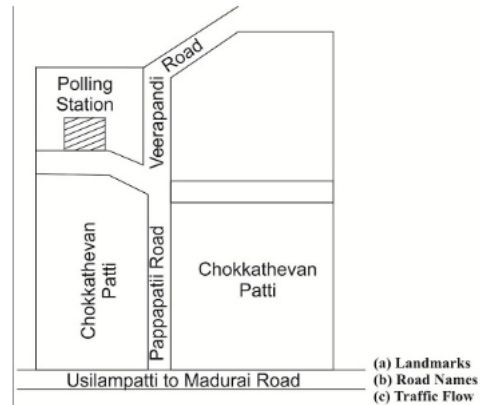 Polling
Station
Veerapandi Road
Chokkathevan
Patti
Pappapatii Road
Chokkathevan
Patti
Usilampatti to Madurai Road
(a) Landmarks
(b) Road Names
(c) Traffic Flow